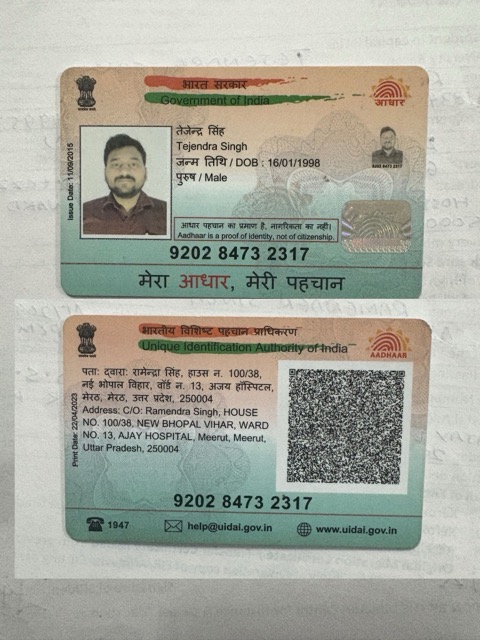 भारत सरकार
Government of India
आधार
Issue Date: 11/09/2015
तेजेन्द्र सिंह
Tejendra Singh
जन्म तिथि / DOB : 16/01/1998
पुरुष / Male
9202 8473 2317
आधार पहचान का प्रमाण है, नागरिकता का नहीं।
Aadhaar is a proof of identity, not of citizenship.
9202 8473 2317
मेरा आधार, मेरी पहचान
भारतीय विशिष्ट पहचान प्राधिकरण
Unique Identification Authority of India
AADHAAR
Print Date: 22/04/2023
पता: द्वारा: रामेन्द्रा सिंह, हाउस न. 100/38,
नई भोपाल विहार, वॉर्ड न. 13, अजय हॉस्पिटल,
मेरठ, मेरठ, उत्तर प्रदेश, 250004
Address: C/O: Ramendra Singh, HOUSE
NO. 100/38, NEW BHOPAL VIHAR, WARD
NO. 13, AJAY HOSPITAL, Meerut, Meerut,
Uttar Pradesh, 250004
9202 8473 2317
1947
help@uidai.gov.in
www.uidai.gov.in